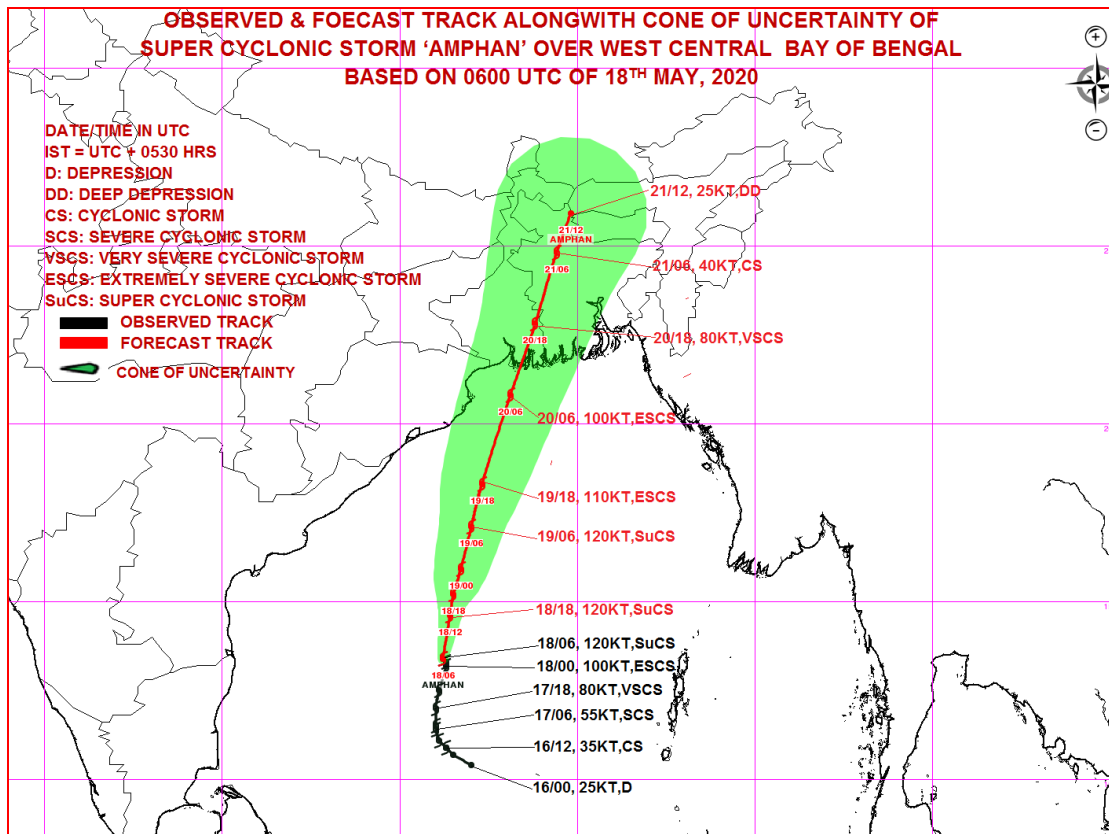 OBSERVED & FOECAST TRACK ALONGWITH CONE OF UNCERTAINTY OF
SUPER CYCLONIC STORM ‘AMPHAN’ OVER WEST CENTRAL BAY OF BENGAL
BASED ON 0600 UTC OF 18TH MAY, 2020
DATE/TIME IN UTC
IST = UTC + 0530 HRS
D: DEPRESSION
DD: DEEP DEPRESSION
CS: CYCLONIC STORM
SCS: SEVERE CYCLONIC STORM
VSCS: VERY SEVERE CYCLONIC STORM
ESCS: EXTREMELY SEVERE CYCLONIC STORM
SuCS: SUPER CYCLONIC STORM
OBSERVED TRACK
FORECAST TRACK
CONE OF UNCERTAINTY
21/12, 25KT,DD
21/12
AMPHAN
21/06, 40KT,CS
21/06
20/18, 80KT,VSCS
20/18
20/06
20/06, 100KT,ESCS
19/18, 110KT,ESCS
19/18
19/06, 120KT,SuCS
19/06
19/00
18/18, 120KT,SuCS
18/18
18/12
18/06, 120KT,SuCS
18/00, 100KT,ESCS
18/06
AMPHAN
17/18, 80KT,VSCS
17/06, 55KT,SCS
16/12, 35KT,CS
16/00, 25KT,D